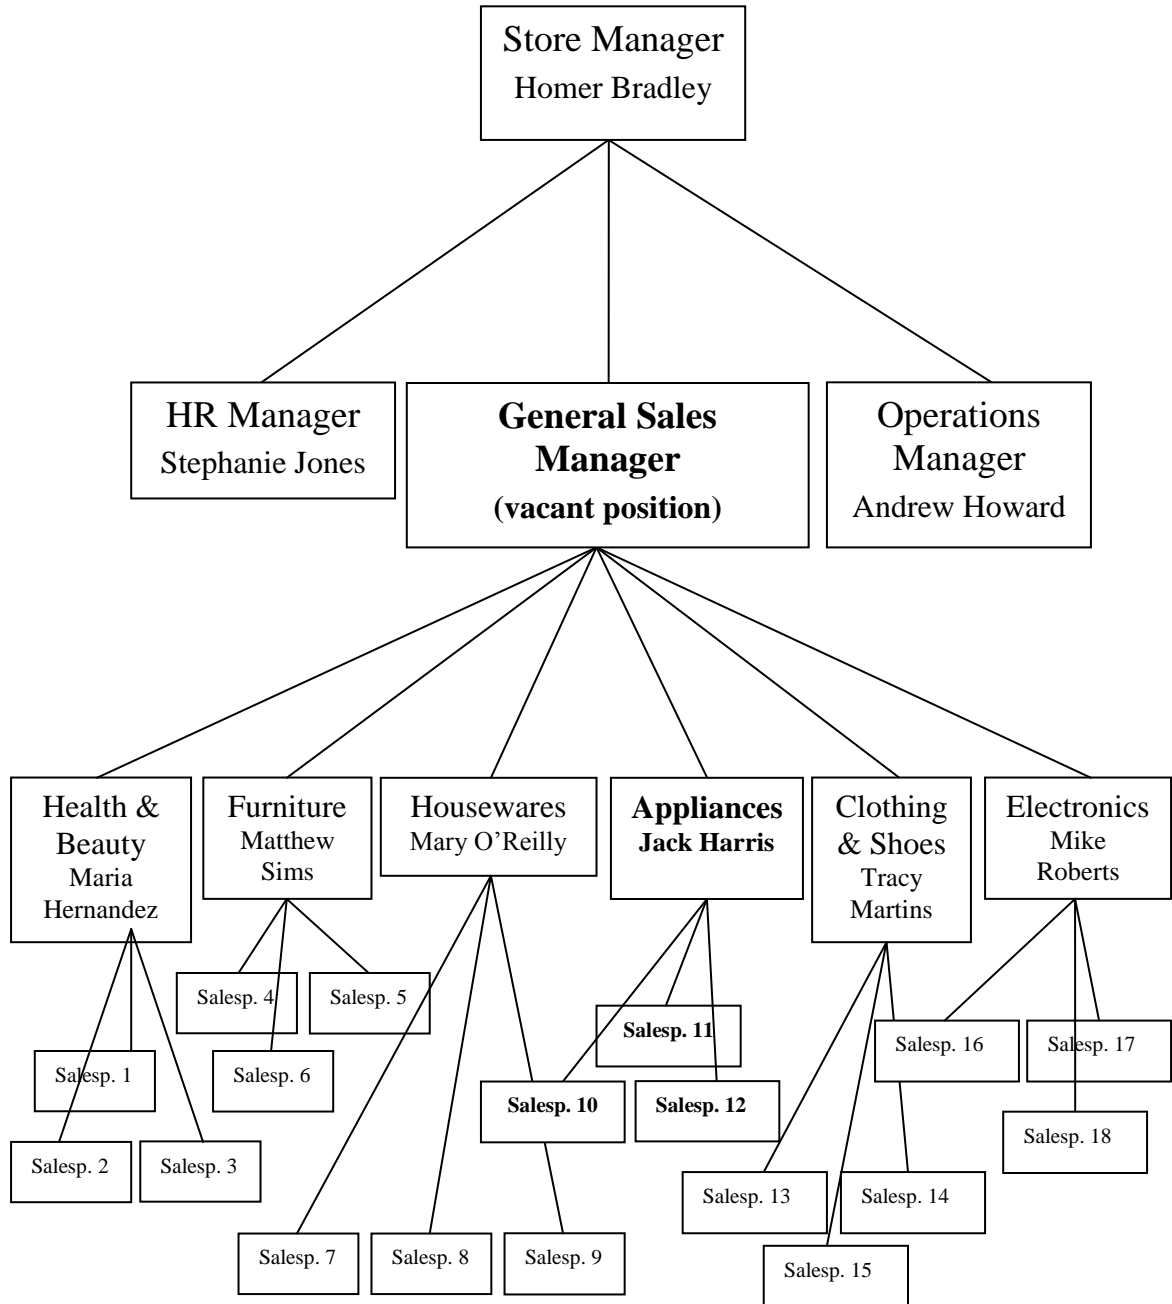 Store Manager
Homer Bradley
HR Manager
Stephanie Jones
General Sales
Manager
(vacant position)
Operations
Manager
Andrew Howard
Health &
Beauty
Maria
Hernandez
Furniture
Matthew
Sims
Housewares
Mary O'Reilly
Appliances
Jack Harris
Clothing
& Shoes
Tracy
Martins
Electronics
Mike
Roberts
Salesp. 4
Salesp. 5
Salesp. 11
Salesp. 16
Salesp. 17
Salesp. 1
Salesp. 6
Salesp. 10
Salesp. 12
Salesp. 18
Salesp. 2
Salesp. 3
Salesp. 13
Salesp. 14
Salesp. 7
Salesp. 8
Salesp. 9
Salesp. 15